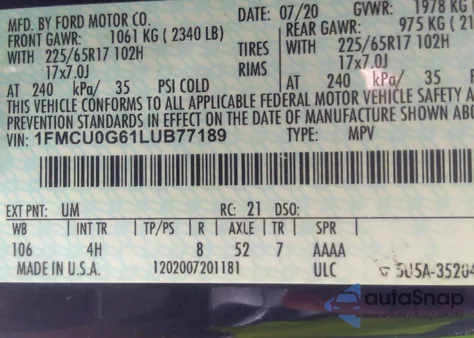 MFD. BY FORD MOTOR CO.
DATE: 07/20 GVWR: 1978 KG
FRONT GAWR: 1061 KG ( 2340 LB)
REAR GAWR: 975 KG ( 21
WITH 225/65R17 102H TIRES WITH 225/65R17 102H
17x7.0J RIMS 17x7.0J
AT 240 kPa/ 35 PSI COLD AT 240 kPa/ 35
THIS VEHICLE CONFORMS TO ALL APPLICABLE FEDERAL MOTOR VEHICLE SAFETY A
PREVENTION STANDARDS IN EFFECT ON THE DATE OF MANUFACTURE SHOWN ABO
VIN: 1FMCU0G61LUB77189 TYPE: MPV
EXT PNT: UM RC: 21 DSO:
WB INT TR TP/PS R AXLE TR SPR
106 4H 8 52 7 AAAA
MADE IN U.S.A. 1202007201181 ULC 5U5A-35204
autoSnap